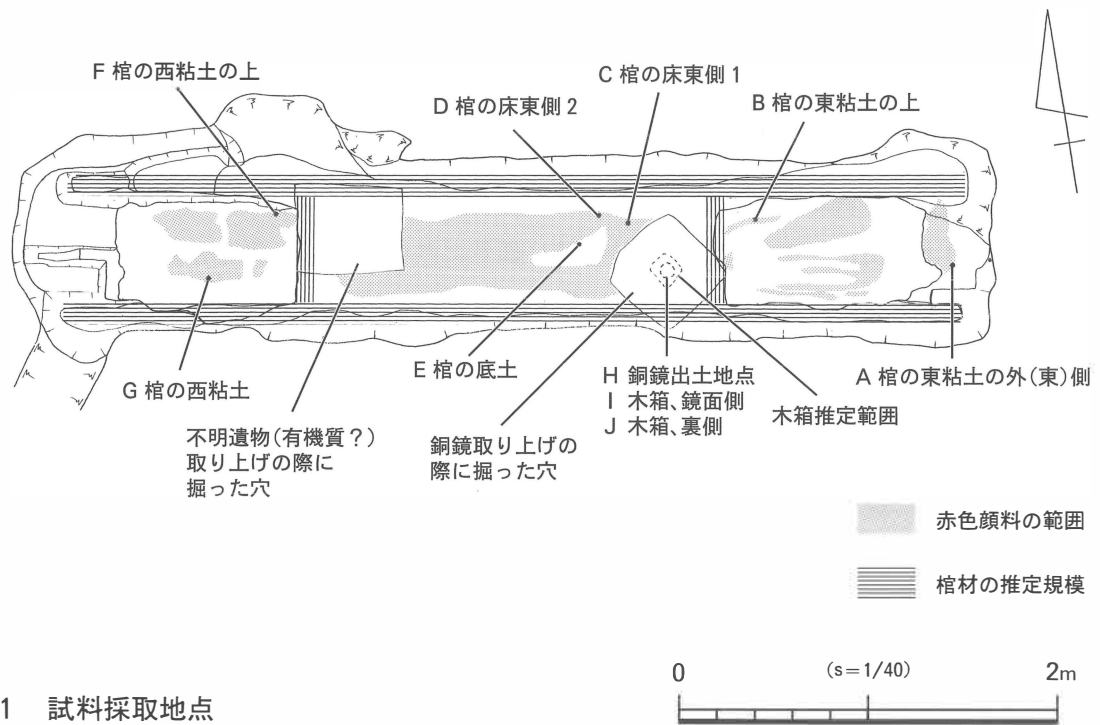 F 棺の西粘土の上
C 棺の床東側 1
D 棺の床東側 2
B 棺の東粘土の上
G 棺の西粘土
E 棺の底土
H 銅鏡出土地点
I 木箱、鏡面側
J 木箱、裏側
A 棺の東粘土の外(東)側
木箱推定範囲
不明遺物(有機質?)
取り上げの際に
掘った穴
銅鏡取り上げの
際に掘った穴
赤色顔料の範囲
棺材の推定規模
0 (s=1/40) 2m
1 試料採取地点